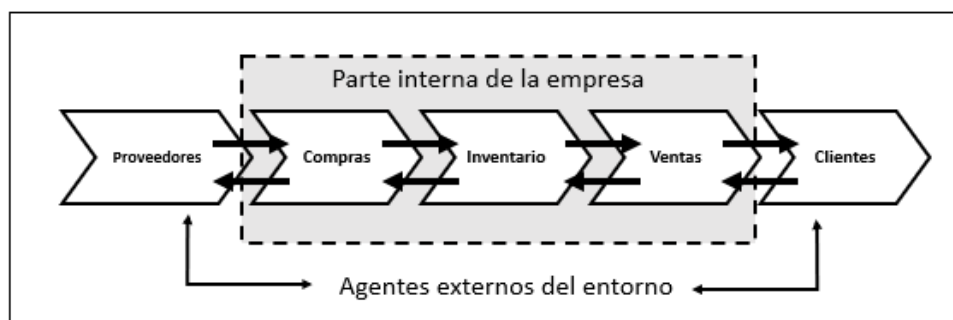 Parte interna de la empresa
Proveedores
Compras
Inventario
Ventas
Clientes
Agentes externos del entorno